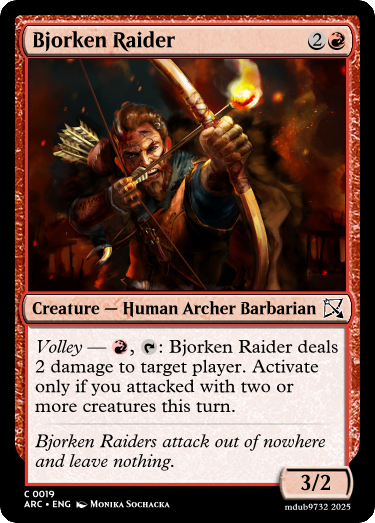 Bjorken Raider 2
Creature — Human Archer Barbarian
Volley — , : Bjorken Raider deals
2 damage to target player. Activate
only if you attacked with two or
more creatures this turn.
Bjorken Raiders attack out of nowhere
and leave nothing.
3/2
C 0019
ARC • ENG Monika Sochacka
mdub9732 2025